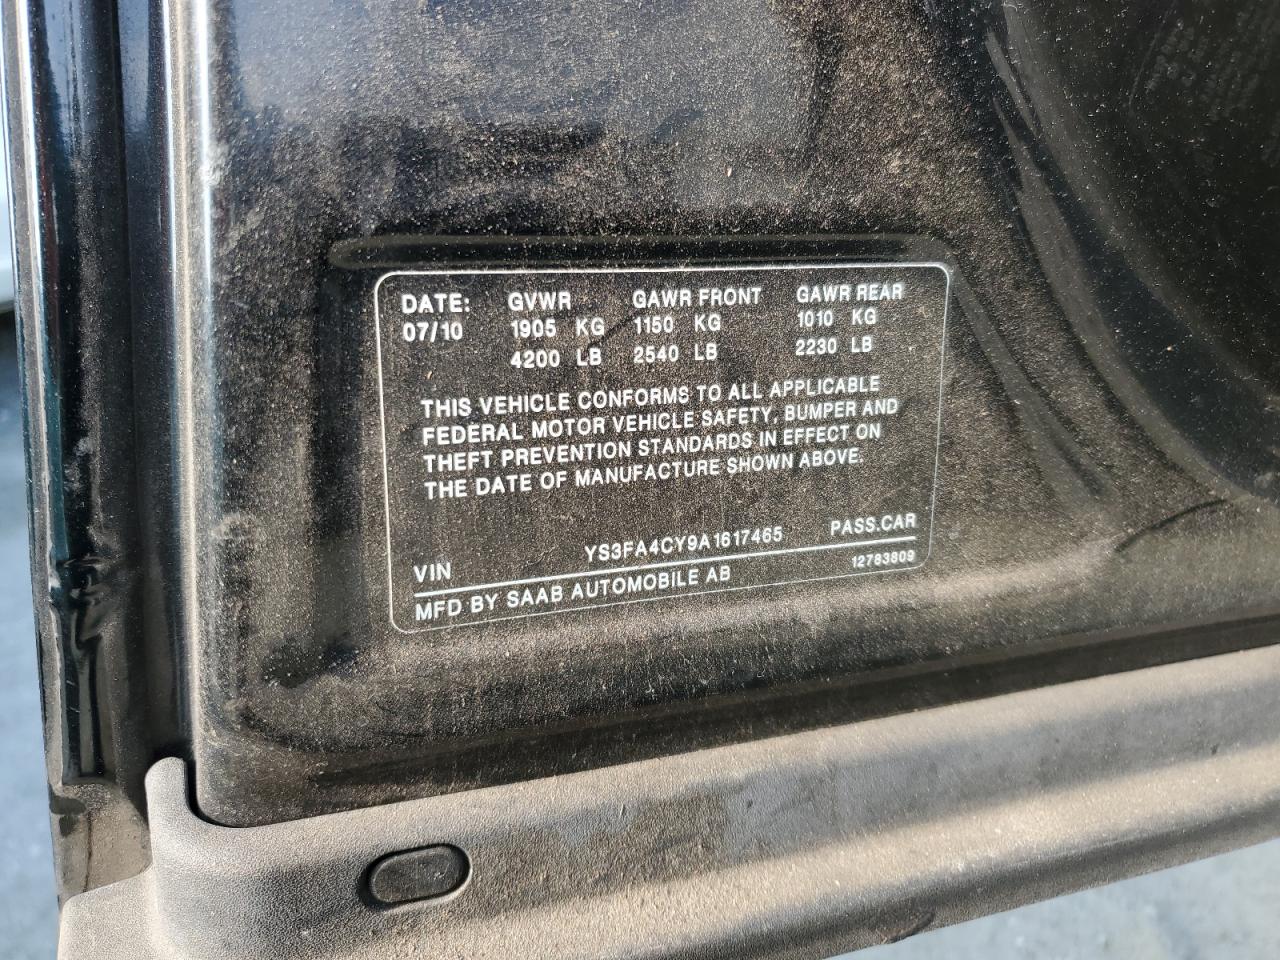 DATE: GVWR GAWR FRONT GAWR REAR
07/10 1905 KG 1150 KG 1010 KG
4200 LB 2540 LB 2230 LB
THIS VEHICLE CONFORMS TO ALL APPLICABLE
FEDERAL MOTOR VEHICLE SAFETY, BUMPER AND
THEFT PREVENTION STANDARDS IN EFFECT ON
THE DATE OF MANUFACTURE SHOWN ABOVE.
VIN YS3FA4CY9A1617465 PASS.CAR
MFD BY SAAB AUTOMOBILE AB 12783809